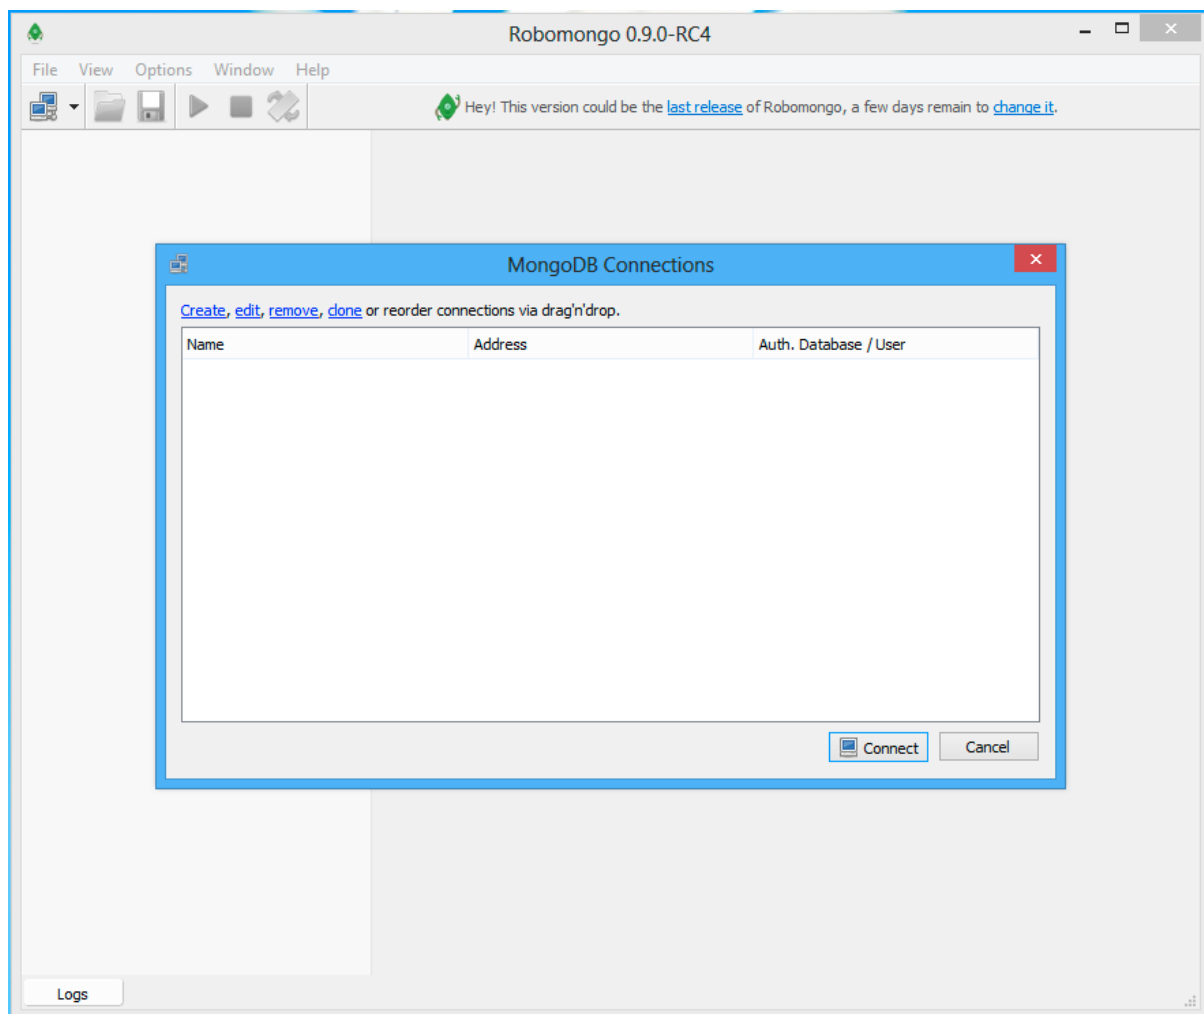 Robomongo 0.9.0-RC4
File View Options Window Help
Hey! This version could be the last release of Robomongo, a few days remain to change it.
MongoDB Connections
Create, edit, remove, clone or reorder connections via drag'n'drop.
Name Address Auth. Database / User
Connect Cancel
Logs